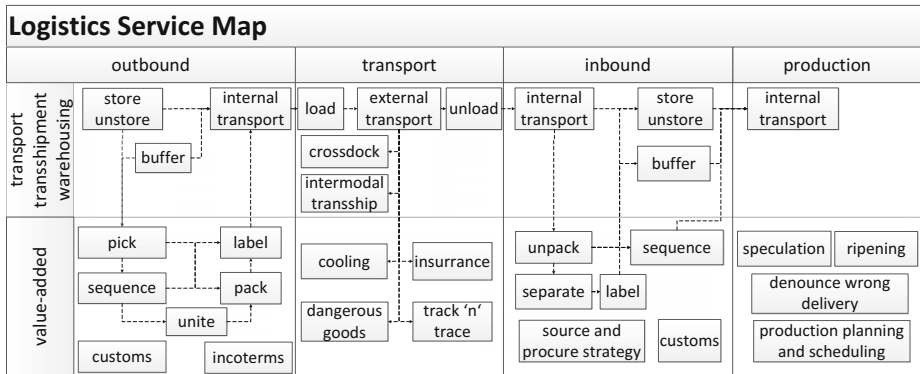 Logistics Service Map
outbound
transport
inbound
production
transport
transshipment
warehousing
store
unstore
internal
transport
load
external
transport
unload
internal
transport
store
unstore
internal
transport
buffer
crossdock
buffer
intermodal
transship
value-added
pick
label
cooling
insurrance
unpack
sequence
speculation
ripening
sequence
pack
separate
label
denounce wrong
delivery
unite
dangerous
goods
track 'n'
trace
source and
procure strategy
customs
production planning
and scheduling
customs
incoterms